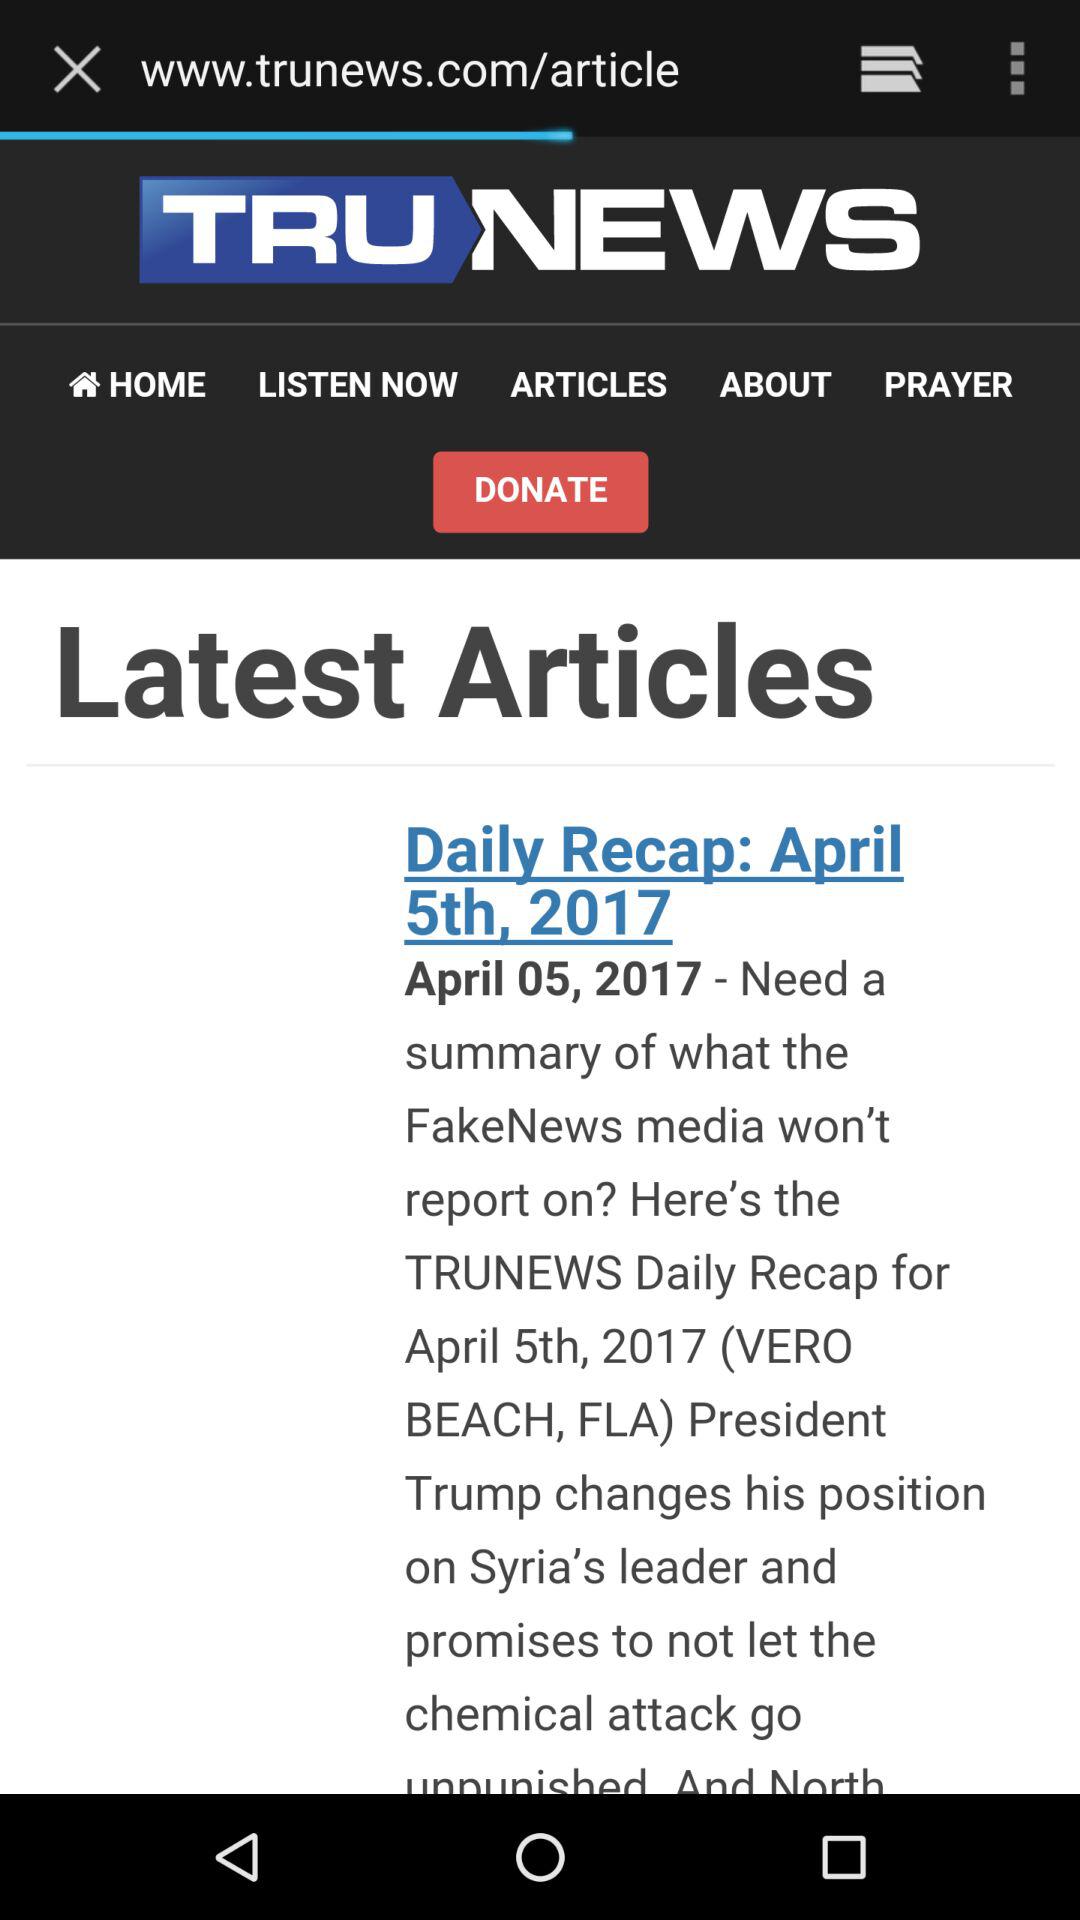 www.trunews.com/article
TRUNEWS
HOME LISTEN NOW ARTICLES ABOUT PRAYER
DONATE
Latest Articles
Daily Recap: April
5th, 2017
April 05, 2017 - Need a
summary of what the
FakeNews media won’t
report on? Here’s the
TRUNEWS Daily Recap for
April 5th, 2017 (VERO
BEACH, FLA) President
Trump changes his position
on Syria’s leader and
promises to not let the
chemical attack go
unpunished. And North